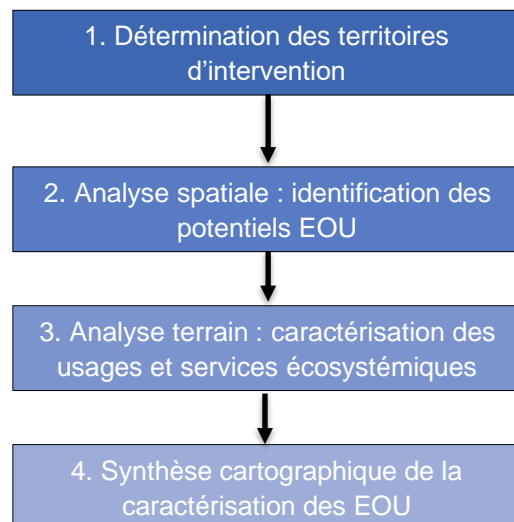 1. Détermination des territoires
d’intervention
2. Analyse spatiale : identification des
potentiels EOU
3. Analyse terrain : caractérisation des
usages et services écosystémiques
4. Synthèse cartographique de la
caractérisation des EOU